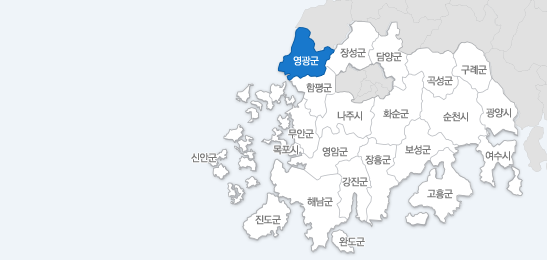 장성군
담양군
영광군
구례군
곡성군
함평군
나주시
화순군
순천시
광양시
무안군
목포시
영암군
장흥군
보성군
여수시
신안군
강진군
고흥군
해남군
진도군
완도군